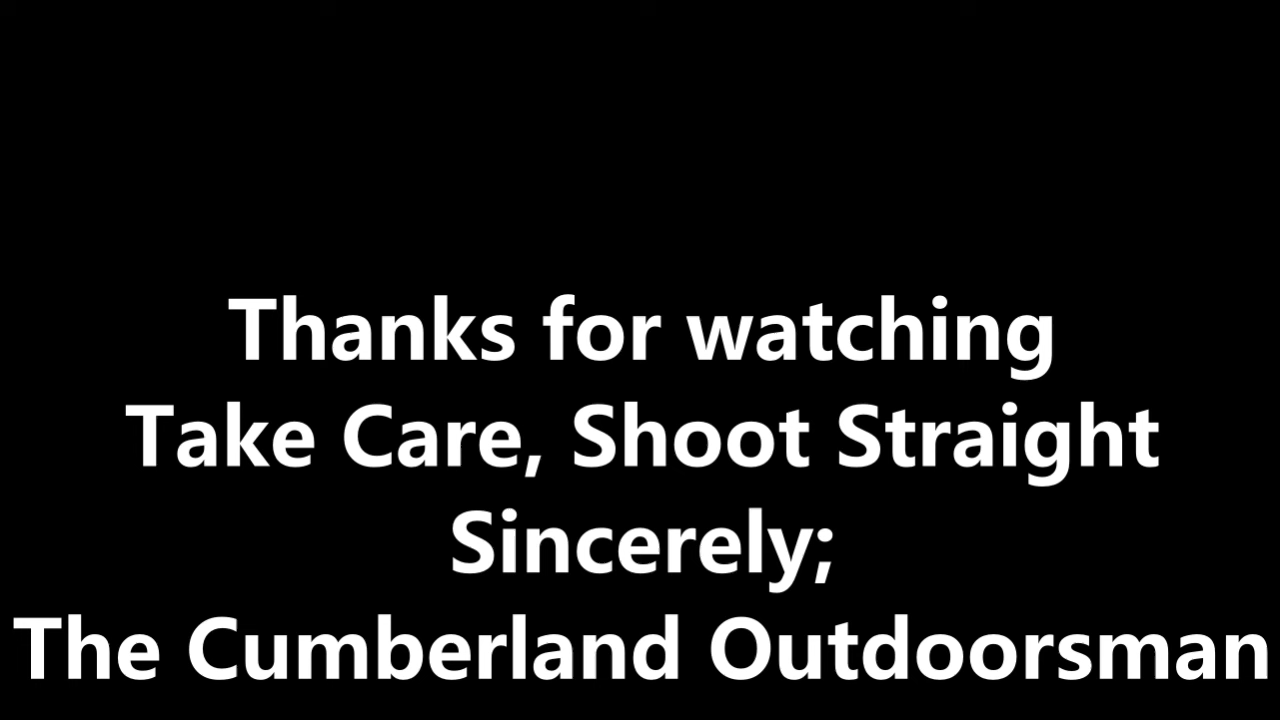 Thanks for watching
Take Care, Shoot Straight
Sincerely;
The Cumberland Outdoorsman